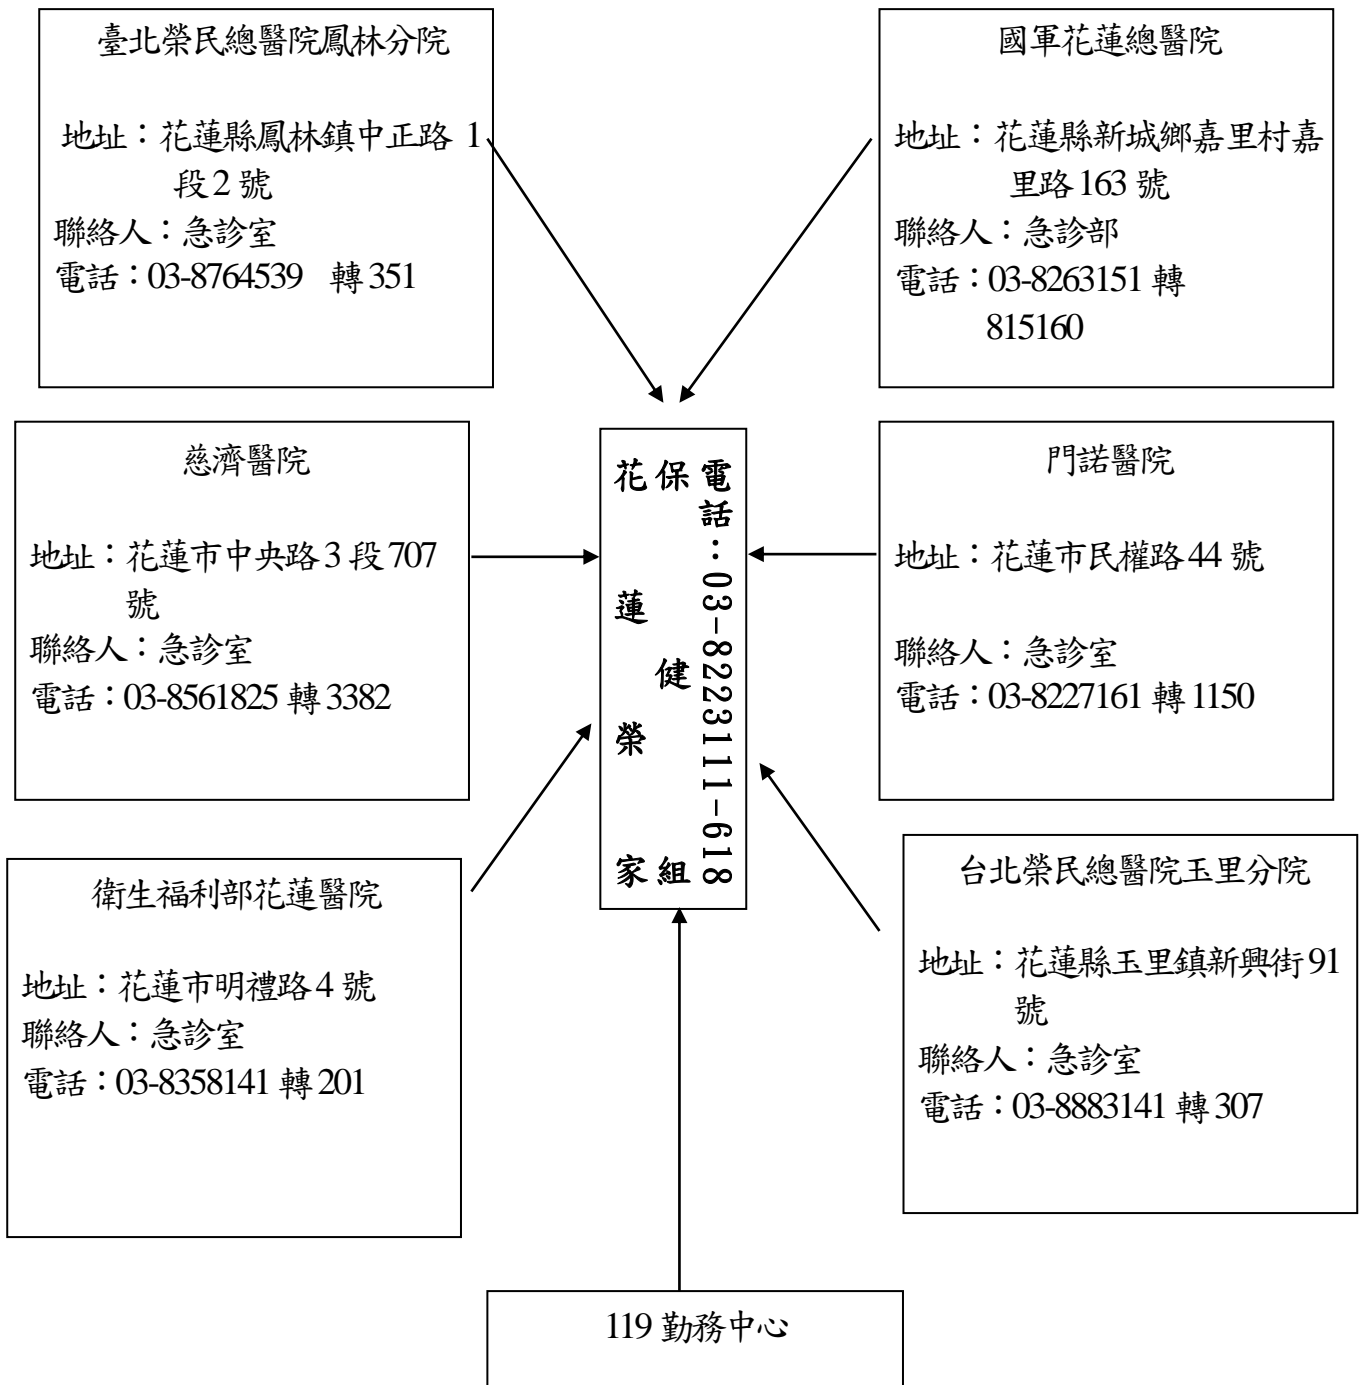 臺北榮民總醫院鳳林分院
地址：花蓮縣鳳林鎮中正路 1
段 2 號
聯絡人：急診室
電話：03-8764539 轉 351
國軍花蓮總醫院
地址：花蓮縣新城鄉嘉里村嘉
里路 163 號
聯絡人：急診部
電話：03-8263151 轉
815160
慈濟醫院
地址：花蓮市中央路 3 段 707
號
聯絡人：急診室
電話：03-8561825 轉 3382
花蓮榮家
保健組
電話：03-8223111-618
門諾醫院
地址：花蓮市民權路 44 號
聯絡人：急診室
電話：03-8227161 轉 1150
衛生福利部花蓮醫院
地址：花蓮市明禮路 4 號
聯絡人：急診室
電話：03-8358141 轉 201
台北榮民總醫院玉里分院
地址：花蓮縣玉里鎮新興街 91
號
聯絡人：急診室
電話：03-8883141 轉 307
119 勤務中心